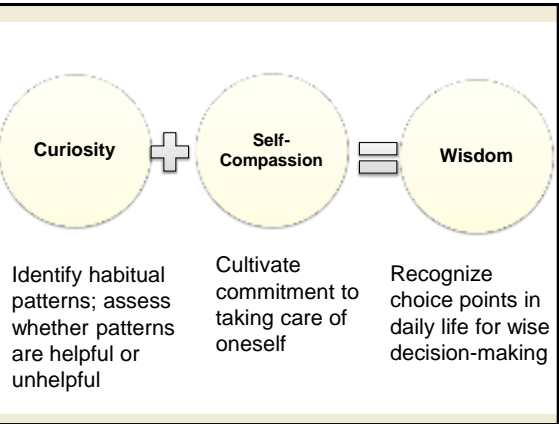 Curiosity
Self-
Compassion
Wisdom
Identify habitual
patterns; assess
whether patterns
are helpful or
unhelpful
Cultivate
commitment to
taking care of
oneself
Recognize
choice points in
daily life for wise
decision-making